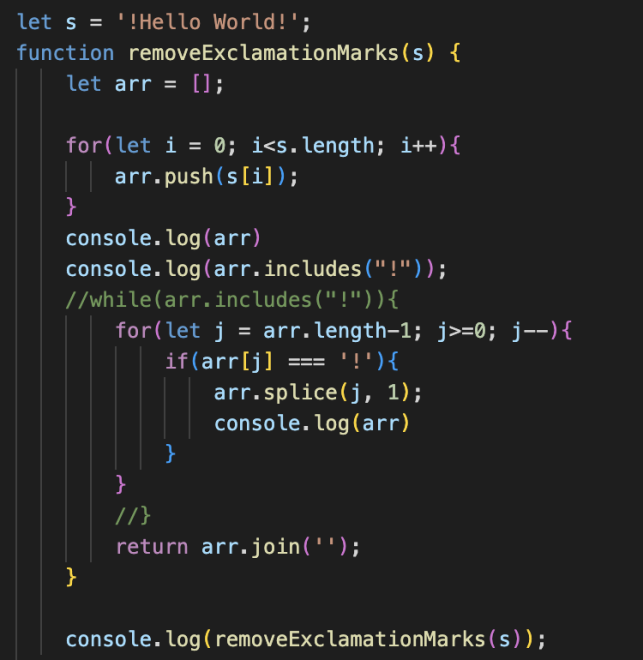 let s = '!Hello World!';
function removeExclamationMarks(s) {
    let arr = [];

    for(let i = 0; i<s.length; i++){
        arr.push(s[i]);
    }
    console.log(arr)
    console.log(arr.includes("!"));
    //while(arr.includes("!")){
        for(let j = arr.length-1; j>=0; j--){
            if(arr[j] === '!'){
                arr.splice(j, 1);
                console.log(arr)
            }
        }
        //}
        return arr.join('');
    }

    console.log(removeExclamationMarks(s));